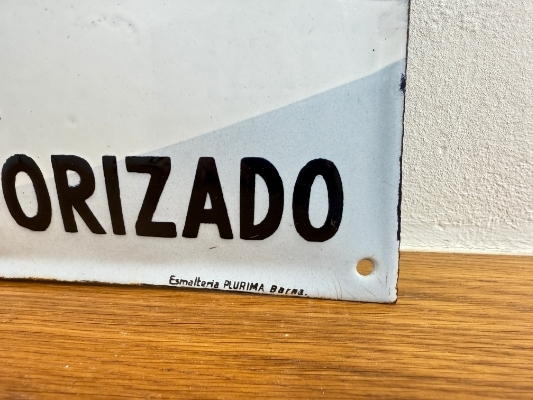 ORIZADO
Esmalteria PLURIMA Barna.